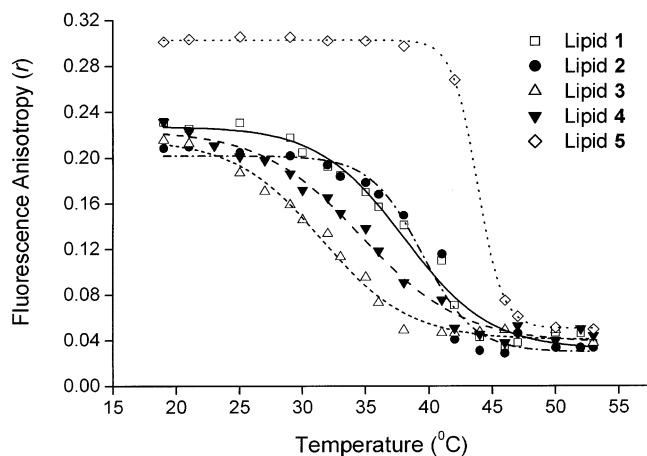 0.32
0.28
0.24
0.20
0.16
0.12
0.08
0.04
0.00
Fluorescence Anisotropy (r)
Lipid 1
Lipid 2
Lipid 3
Lipid 4
Lipid 5
15 20 25 30 35 40 45 50 55
Temperature (⁰C)